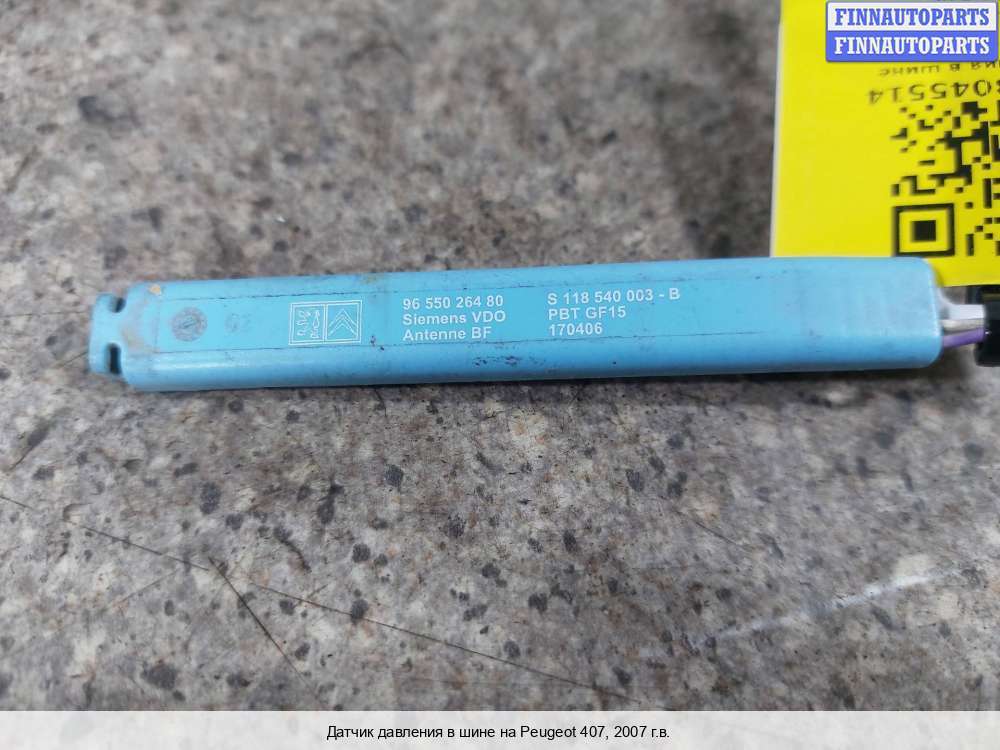 FINNAUTOPARTS
FINNAUTOPARTS
3045514
96 550 264 80
Siemens VDO
Antenne BF
S 118 540 003 - B
PBT GF15
170406
Датчик давления в шине на Peugeot 407, 2007 г.в.